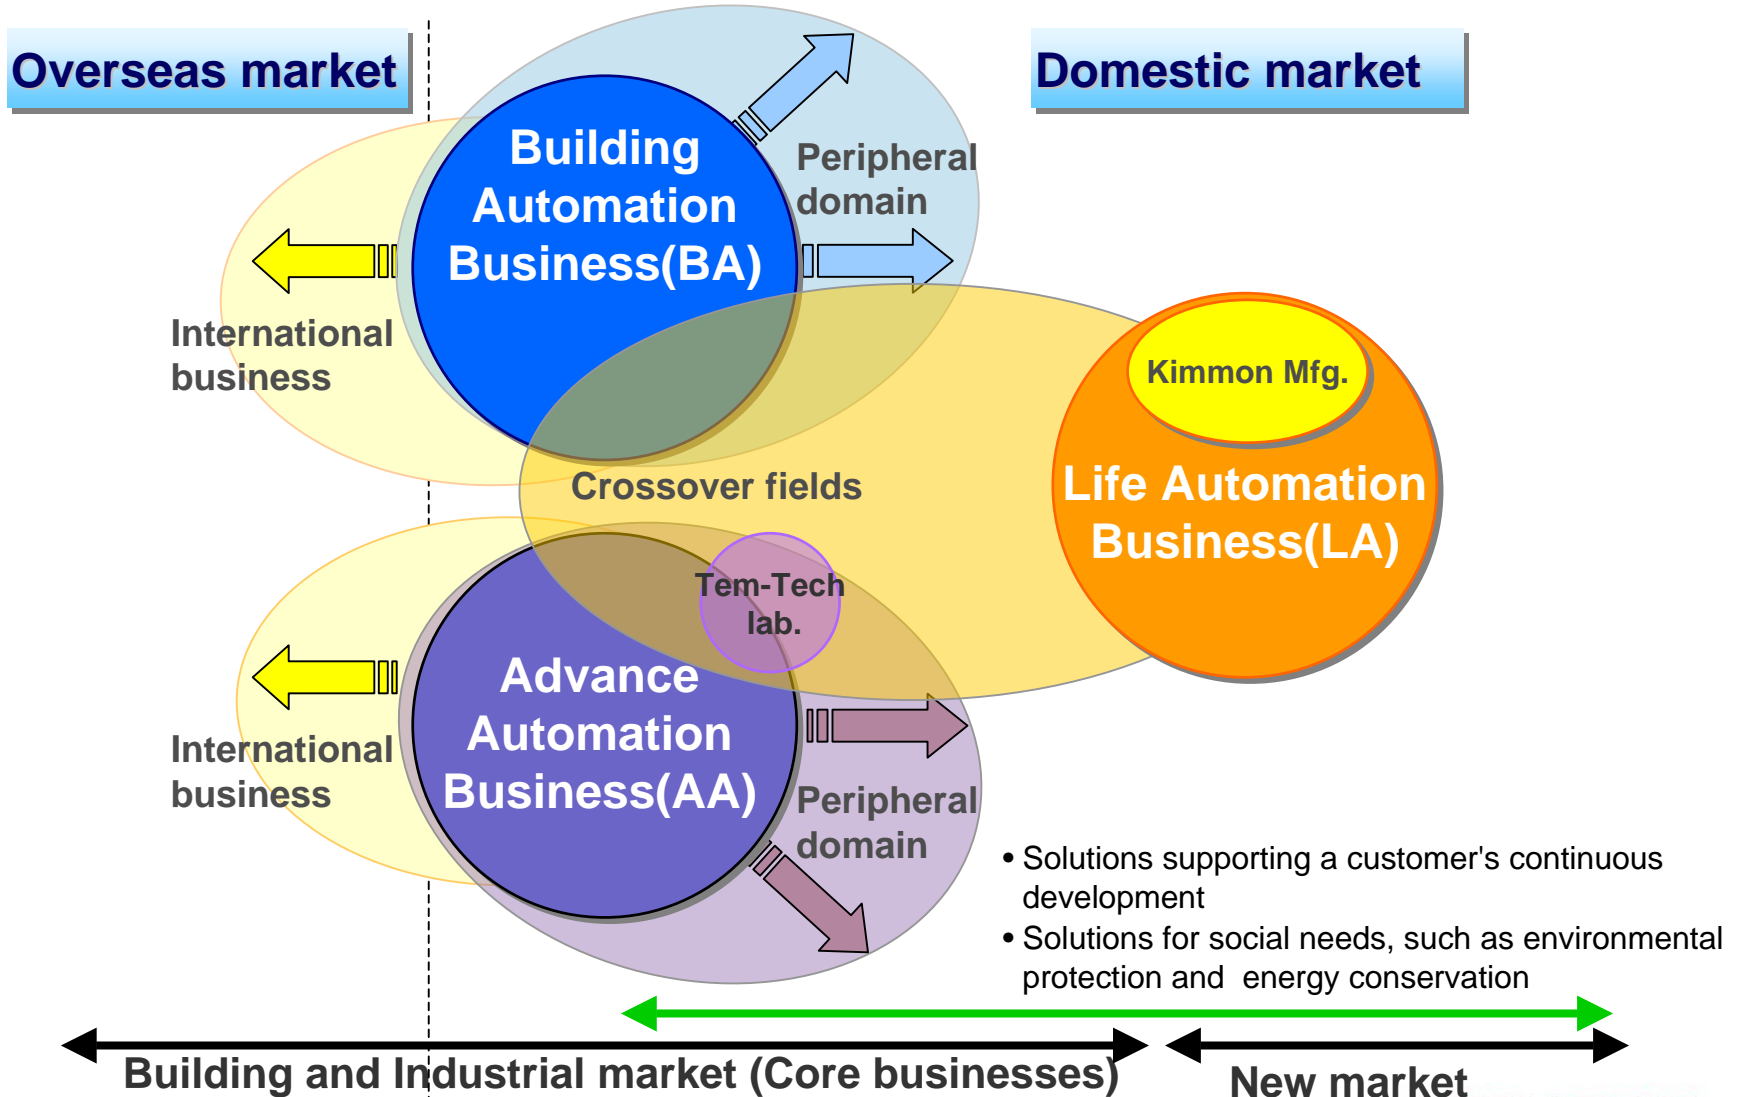 Overseas market
Domestic market
Building
Automation
Business(BA)
Peripheral
domain
International
business
Kimmon Mfg.
Crossover fields
Life Automation
Business(LA)
Tem-Tech
lab.
Advance
Automation
Business(AA)
International
business
Peripheral
domain
• Solutions supporting a customer's continuous
development
• Solutions for social needs, such as environmental
protection and energy conservation
Building and Industrial market (Core businesses)
New market